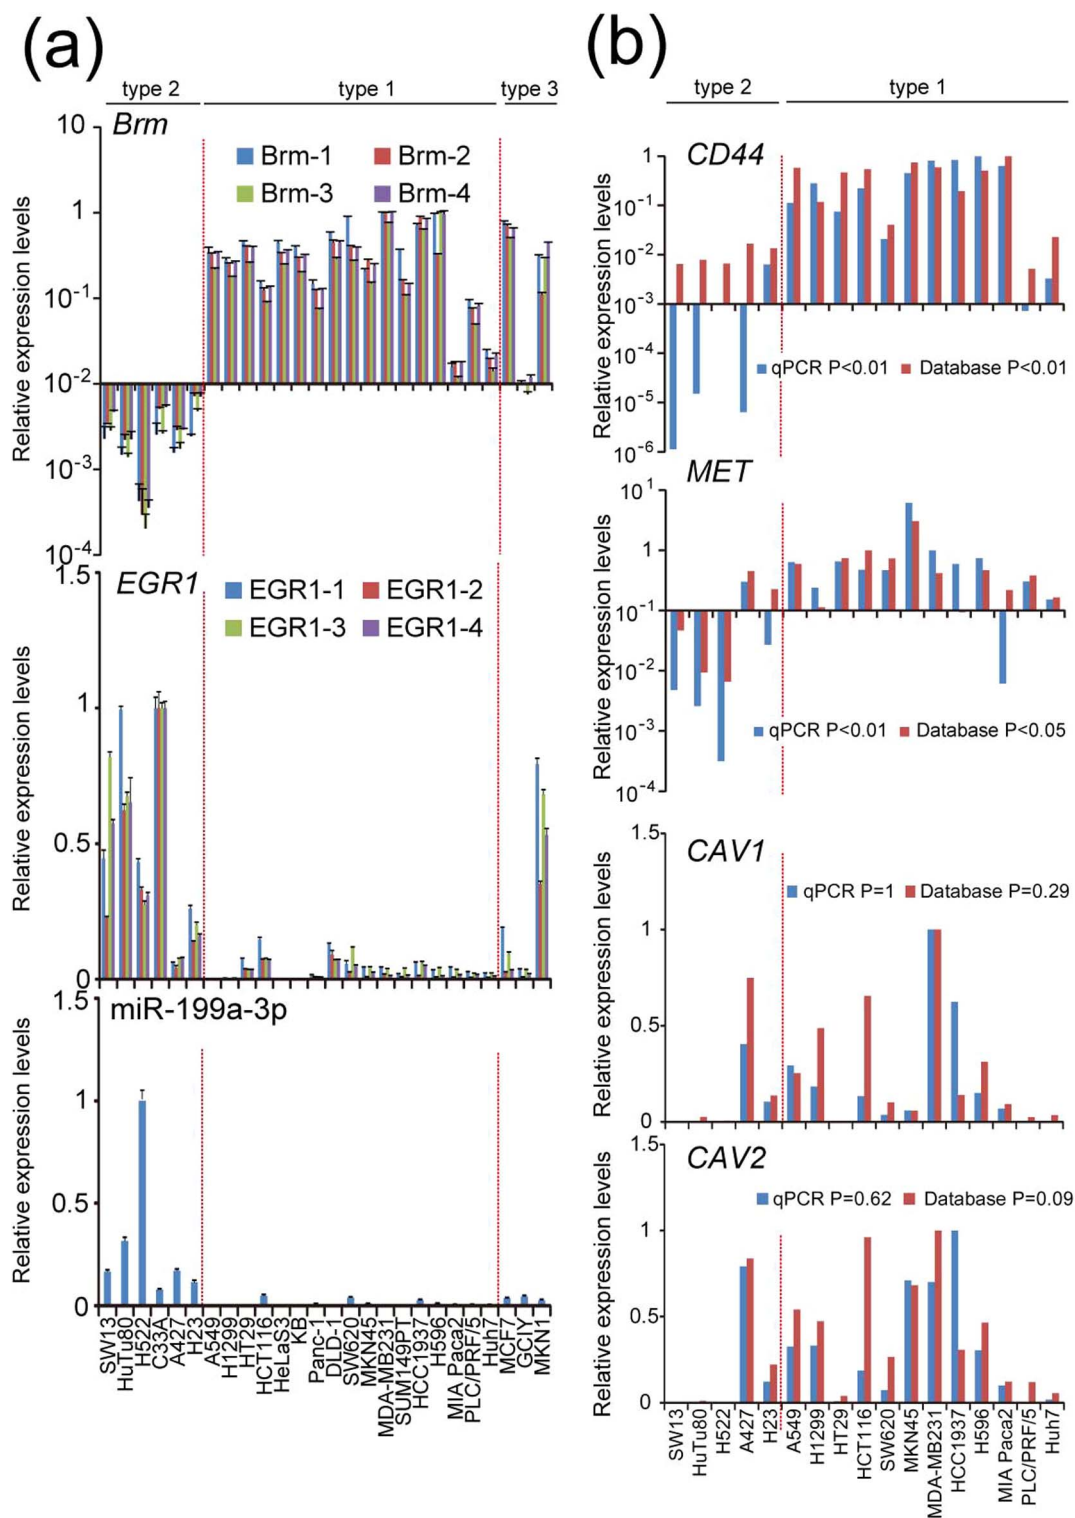 (a)
type 2 type 1 type 3
Brm
Brm-1 Brm-2
Brm-3 Brm-4
Relative expression levels
10
1
10-1
10-2
10-3
10-4
EGR1
EGR1-1 EGR1-2
EGR1-3 EGR1-4
Relative expression levels
1.5
1
0.5
0
miR-199a-3p
Relative expression levels
1.5
1
0.5
0
SW13
HuTu80
H522
C33A
A427
H23
A549
H1299
HT29
HCT116
HeLaS3
KB
Panc-1
DLD-1
SW620
MKN45
MDA-MB231
SUM149PT
HCC1937
H596
MIA Paca2
PLC/PRF/5
Huh7
MCF7
GCIY
MKN1
(b)
type 2 type 1
CD44
Relative expression levels
1
10-1
10-2
10-3
10-4
10-5
10-6
qPCR P<0.01 Database P<0.01
MET
Relative expression levels
101
1
10-1
10-2
10-3
10-4
qPCR P<0.01 Database P<0.05
CAV1
qPCR P=1 Database P=0.29
Relative expression levels
1.5
1
0.5
0
CAV2
qPCR P=0.62 Database P=0.09
Relative expression levels
1.5
1
0.5
0
SW13
HuTu80
H522
A427
H23
A549
H1299
HT29
HCT116
SW620
MKN45
MDA-MB231
HCC1937
H596
MIA Paca2
PLC/PRF/5
Huh7